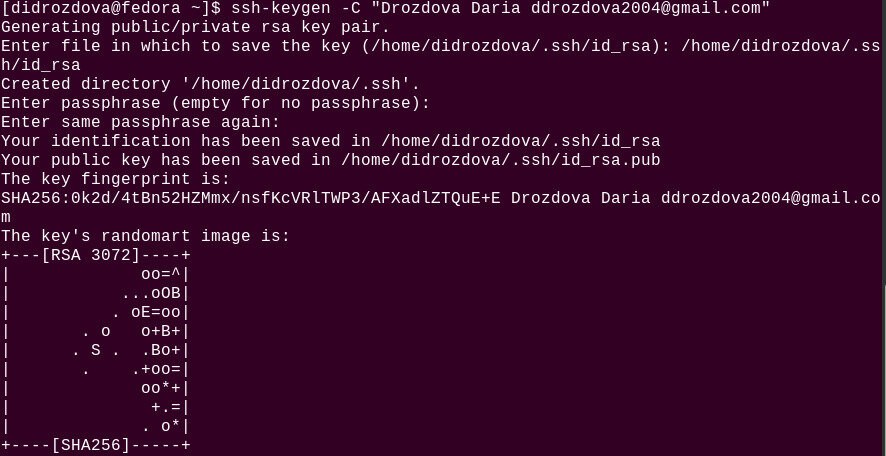 [didrozdova@fedora ~]$ ssh-keygen -C "Drozdova Daria ddrozdova2004@gmail.com"
Generating public/private rsa key pair.
Enter file in which to save the key (/home/didrozdova/.ssh/id_rsa): /home/didrozdova/.ss
h/id_rsa
Created directory '/home/didrozdova/.ssh'.
Enter passphrase (empty for no passphrase):
Enter same passphrase again:
Your identification has been saved in /home/didrozdova/.ssh/id_rsa
Your public key has been saved in /home/didrozdova/.ssh/id_rsa.pub
The key fingerprint is:
SHA256:0k2d/4tBn52HZMmx/nsfKcVRlTWP3/AFXadlZTQuE+E Drozdova Daria ddrozdova2004@gmail.co
m
The key's randomart image is:
+---[RSA 3072]----+
|             oo=^|
|           ...oOB|
|          . oE=oo|
|       . o   o+B+|
|      . S .  .Bo+|
|       .    .+oo=|
|             oo*+|
|              +.=|
|             . o*|
+----[SHA256]-----+